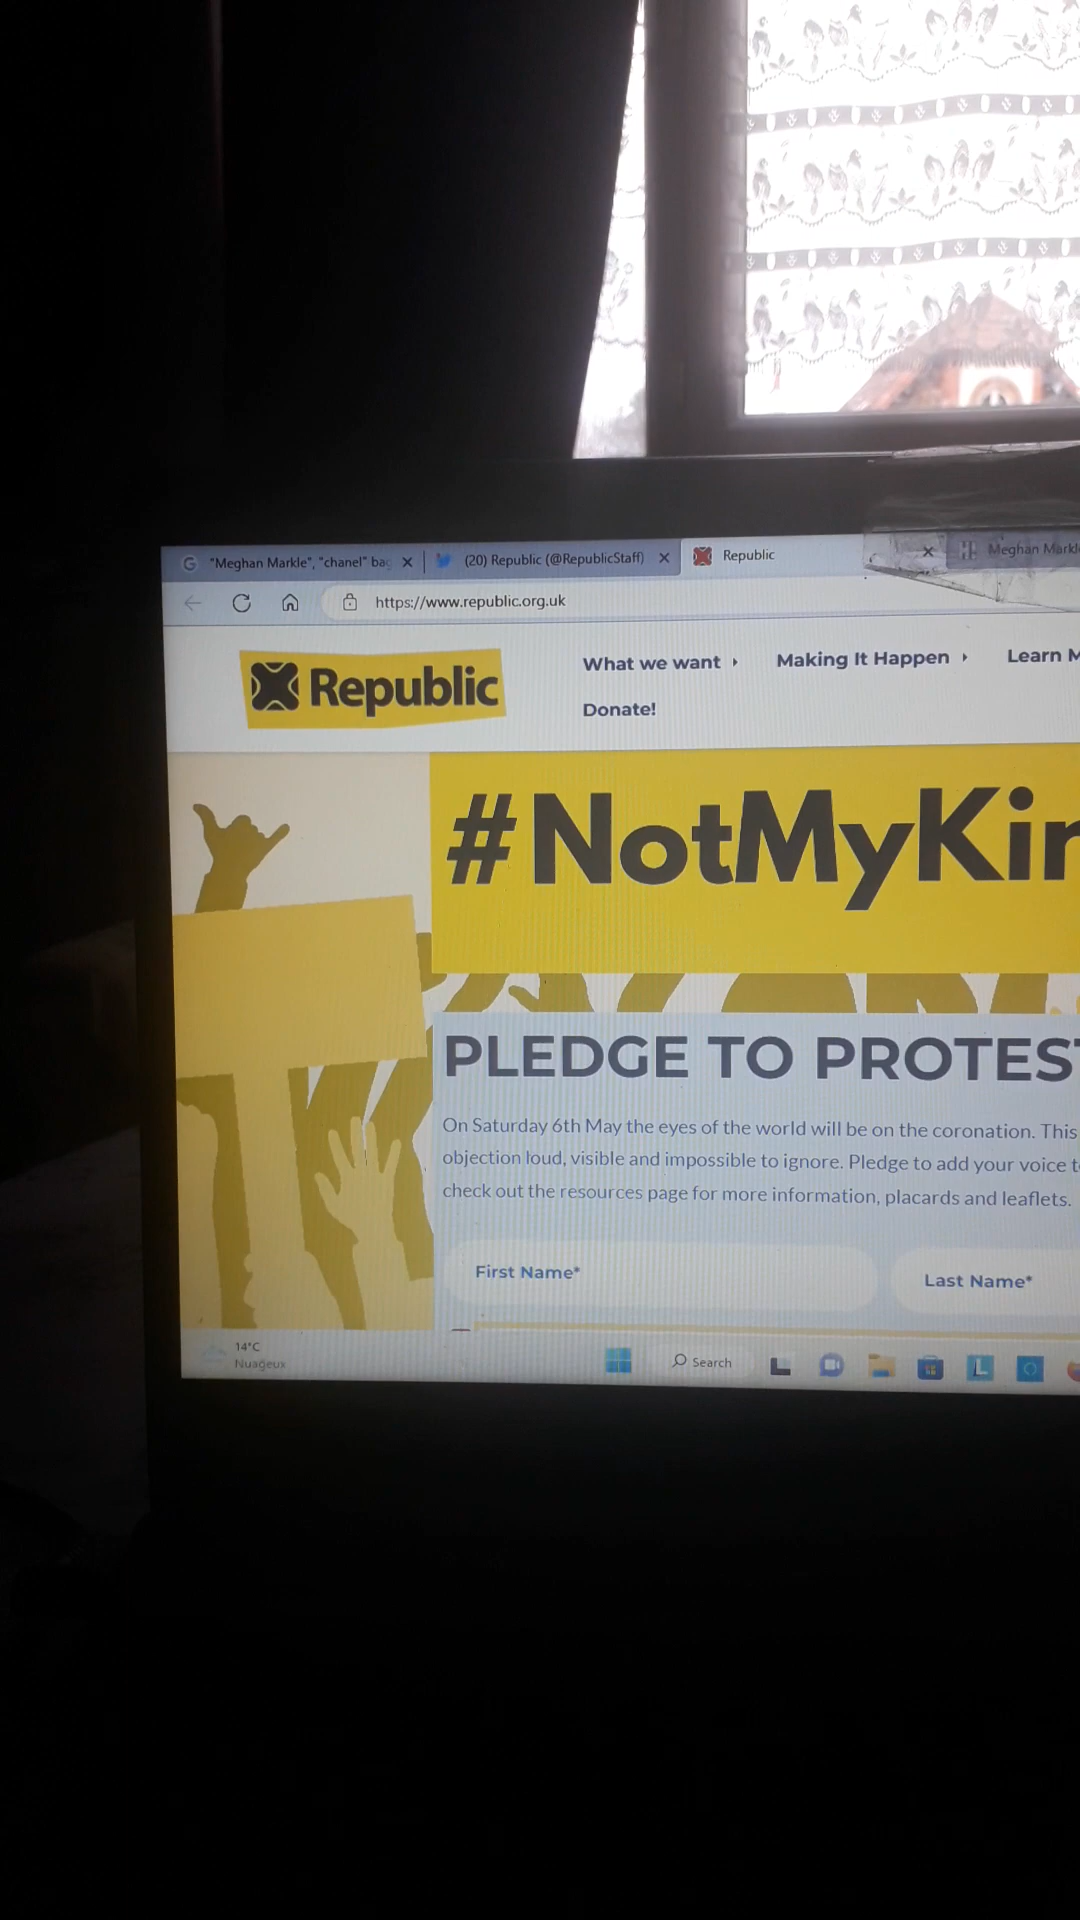 "Meghan Markle", "chanel" bag
(20) Republic (@RepublicStaff)
Republic
Meghan Markle
https://www.republic.org.uk
Republic
What we want
Making It Happen
Learn M
Donate!
#NotMyKin
PLEDGE TO PROTEST
On Saturday 6th May the eyes of the world will be on the coronation. This
objection loud, visible and impossible to ignore. Pledge to add your voice t
check out the resources page for more information, placards and leaflets.
First Name*
Last Name*
14°C
Nuageux
Search